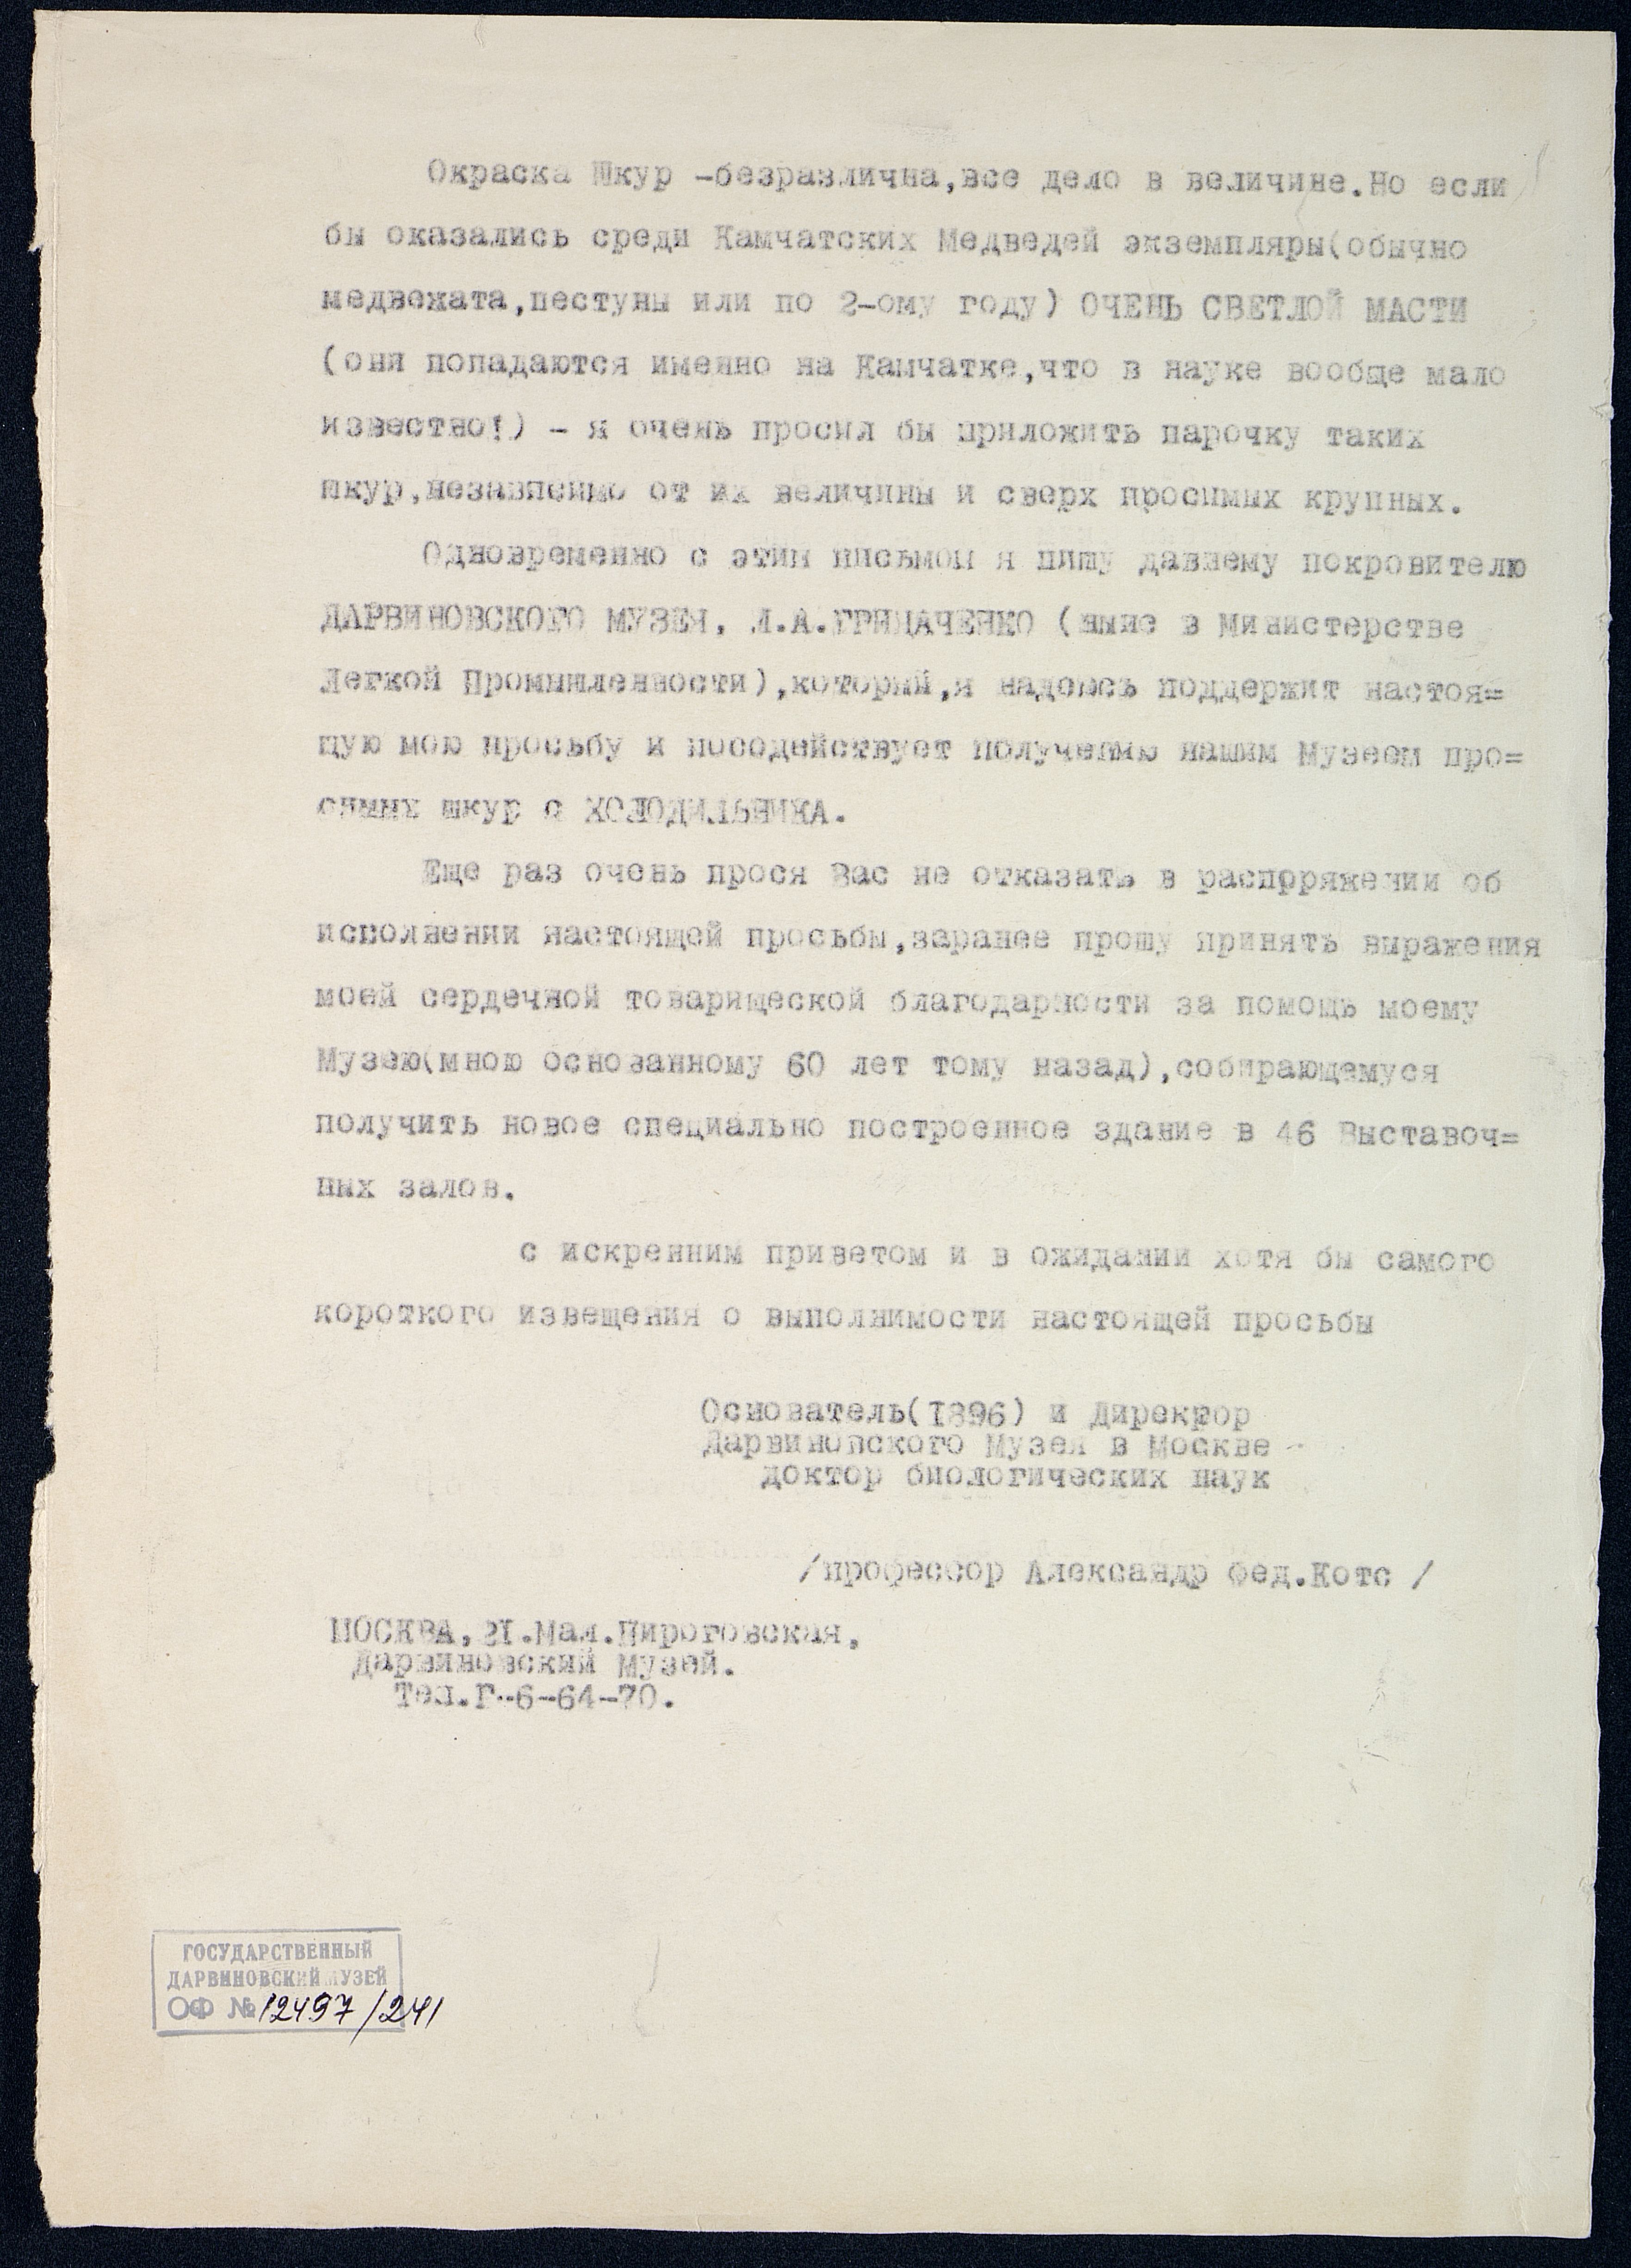 Окраска Шкур -безразлична,все дело в величине.Но если
бы оказались среди Камчатских Медведей экземпляры(обычно
медвежата,пестуны или по 2-ому году) ОЧЕНЬ СВЕТЛОЙ МАСТИ
(они попадаются именно на Камчатке,что в науке вообще мало
известно!) - я очень просил бы приложить парочку таких
шкур,независимо от их величины и сверх просимых крупных.
Одновременно с этим письмом я пишу давнему покровителю
ДАРВИНОВСКОГО МУЗЕЯ, А.ГРИЦАЧЕНКО (ныне в Министерстве
Легкой Промышленности),который,я надеюсь поддержит настоя=
щую мою просьбу и посодействует получению нашим Музеем про=
симых шкур с ХОЛОДИЛЬНИКА.
Еще раз очень прося Вас не отказать в распрряжении об
исполнении настоящей просьбы,заранее прошу принять выражения
моей сердечной товарищеской благодарности за помощь моему
Музею(мною основанному 60 лет тому назад),собирающемуся
получить новое специально построенное здание в 46 Выставоч=
ных залов.
с искренним приветом и в ожидании хотя бы самого
короткого извещения о выполнимости настоящей просьбы
Основатель(1896) и Директор
Дарвиновского Музея в Москве
доктор биологических наук
/профессор Александр Фед.Котс /
МОСКВА, 21.Мал.Пироговская,
Дарвиновский Музей.
Тел.Г-6-64-70.
ГОСУДАРСТВЕННЫЙ
ДАРВИНОВСКИЙ МУЗЕЙ
ОФ № 12497/241